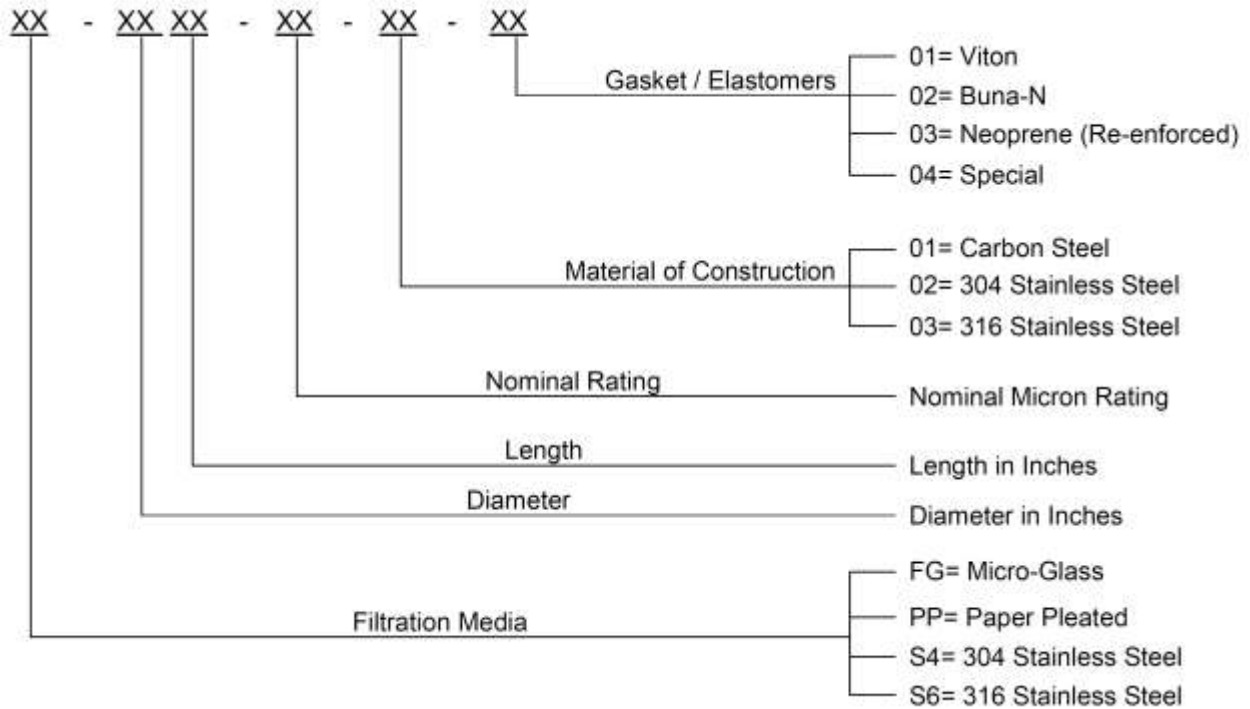 XX - XX XX - XX - XX - XX
Gasket / Elastomers
01= Viton
02= Buna-N
03= Neoprene (Re-enforced)
04= Special
Material of Construction
01= Carbon Steel
02= 304 Stainless Steel
03= 316 Stainless Steel
Nominal Rating
Nominal Micron Rating
Length
Length in Inches
Diameter
Diameter in Inches
Filtration Media
FG= Micro-Glass
PP= Paper Pleated
S4= 304 Stainless Steel
S6= 316 Stainless Steel